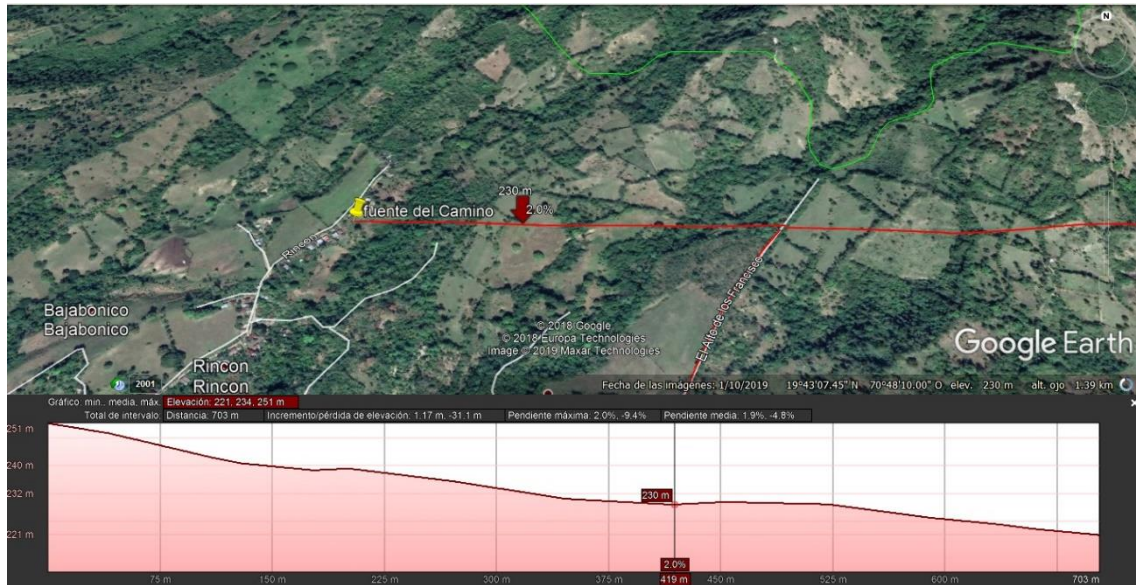 N
fuente del Camino
230 m
2.0%
Rincon
El Alto de los Francisco
Bajabonico
Bajabonico
Rincon
Rincon
© 2018 Google
© 2018 Europa Technologies
Image © 2019 Maxar Technologies
Google Earth
2001
Fecha de las imágenes: 1/10/2019 19°43'07.45" N 70°48'10.00" O elev. 230 m alt. ojo 1.39 km
Gráfico: mín., media, máx. Elevación: 221, 234, 251 m
Total de intervalo: Distancia: 703 m Incremento/pérdida de elevación: 1.17 m, -31.1 m Pendiente máxima: 2.0%, -9.4% Pendiente media: 1.9%, -4.8%
251 m
240 m
232 m
221 m
230 m
2.0%
75 m 150 m 225 m 300 m 375 m 419 m 450 m 525 m 600 m 703 m